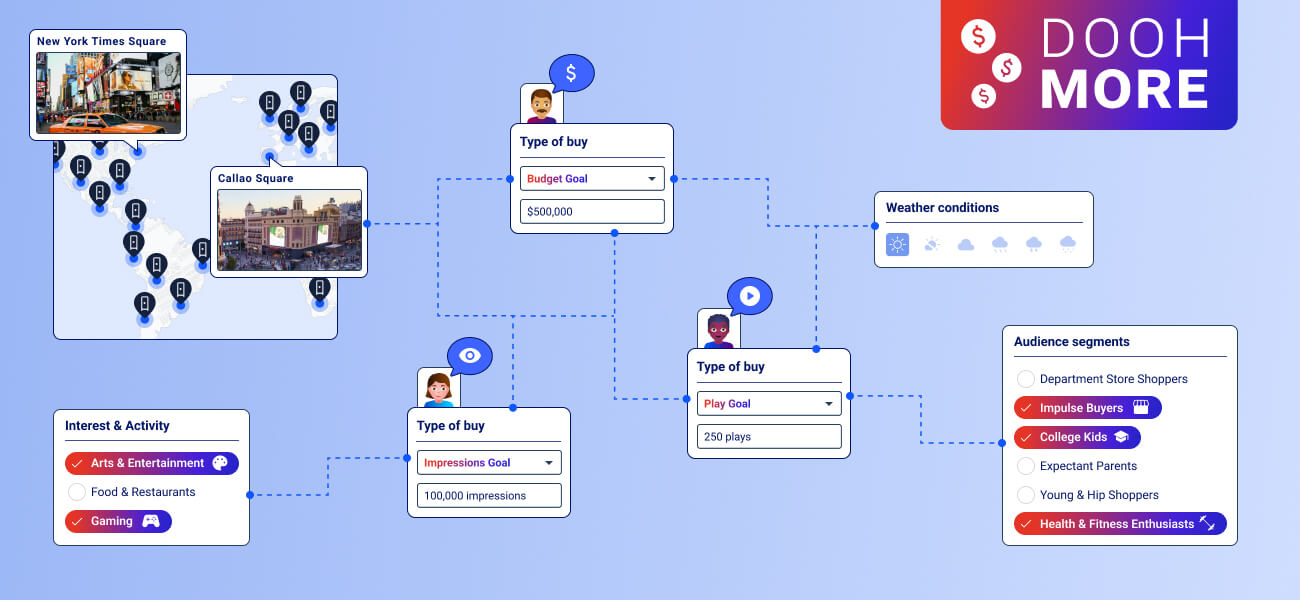 DOOH
MORE
New York Times Square
Callao Square
Type of buy
Budget Goal
$500,000
Weather conditions
Type of buy
Play Goal
250 plays
Audience segments
Department Store Shoppers
Impulse Buyers
College Kids
Expectant Parents
Young & Hip Shoppers
Health & Fitness Enthusiasts
Type of buy
Impressions Goal
100,000 impressions
Interest & Activity
Arts & Entertainment
Food & Restaurants
Gaming